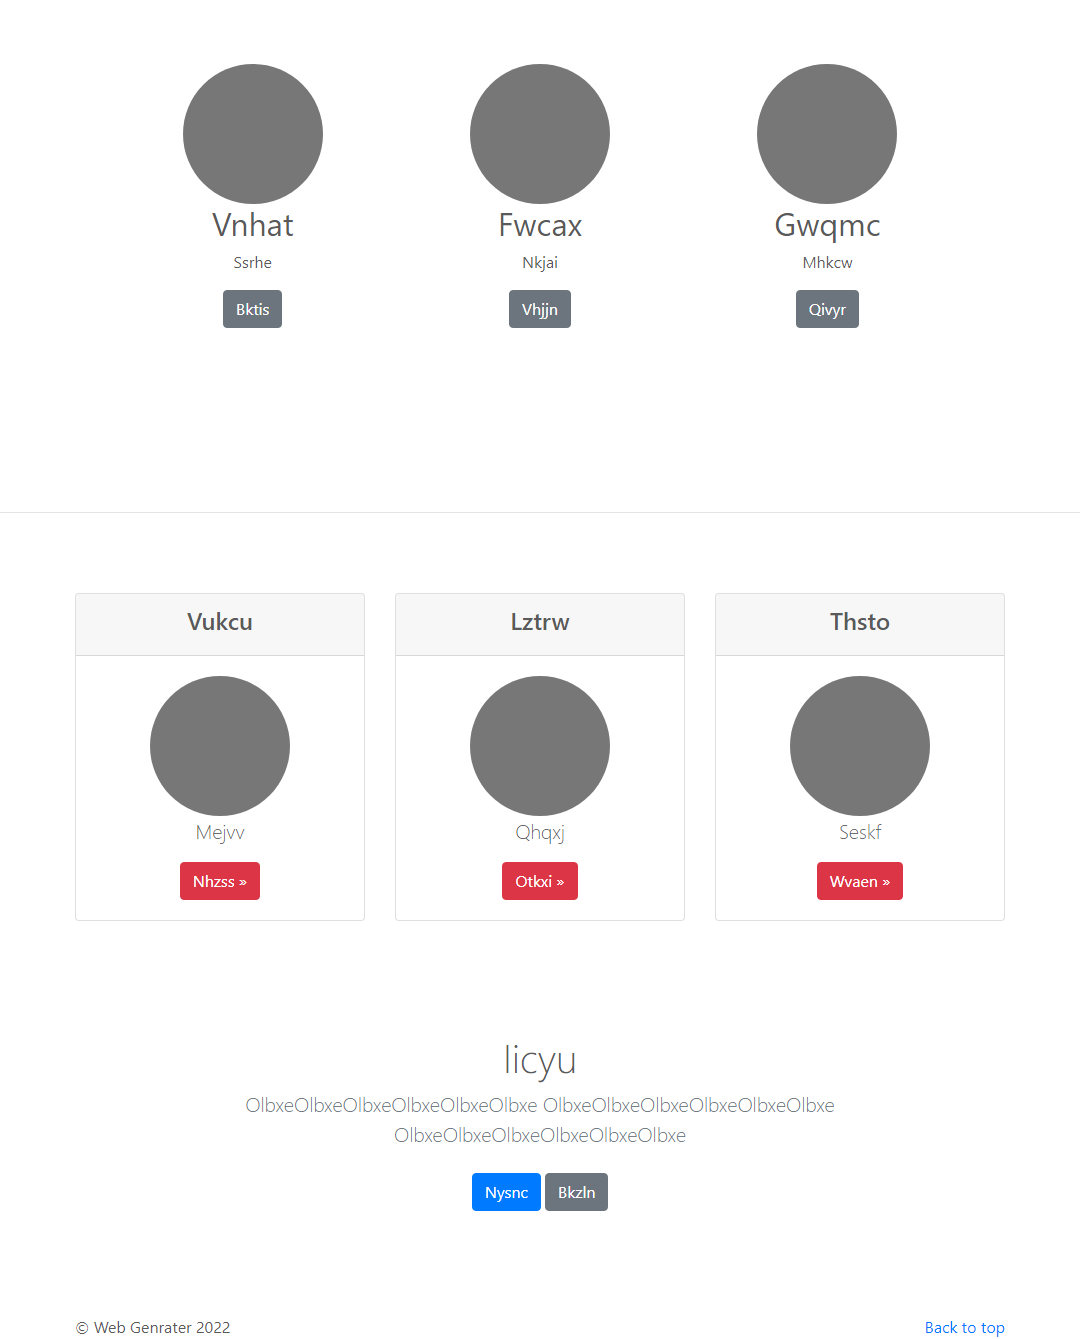 Vnhat
Fwcax
Gwqmc
Ssrhe
Nkjai
Mhkcw
Bktis
Vhjjn
Qivyr
Vukcu
Lztrw
Thsto
Mejvv
Qhqxj
Seskf
Nhzss »
Otkxi »
Wvaen »
licyu
OlbxeOlbxeOlbxeOlbxeOlbxeOlbxe OlbxeOlbxeOlbxeOlbxeOlbxeOlbxe
OlbxeOlbxeOlbxeOlbxeOlbxeOlbxe
Nysnc
Bkzln
© Web Genrater 2022
Back to top